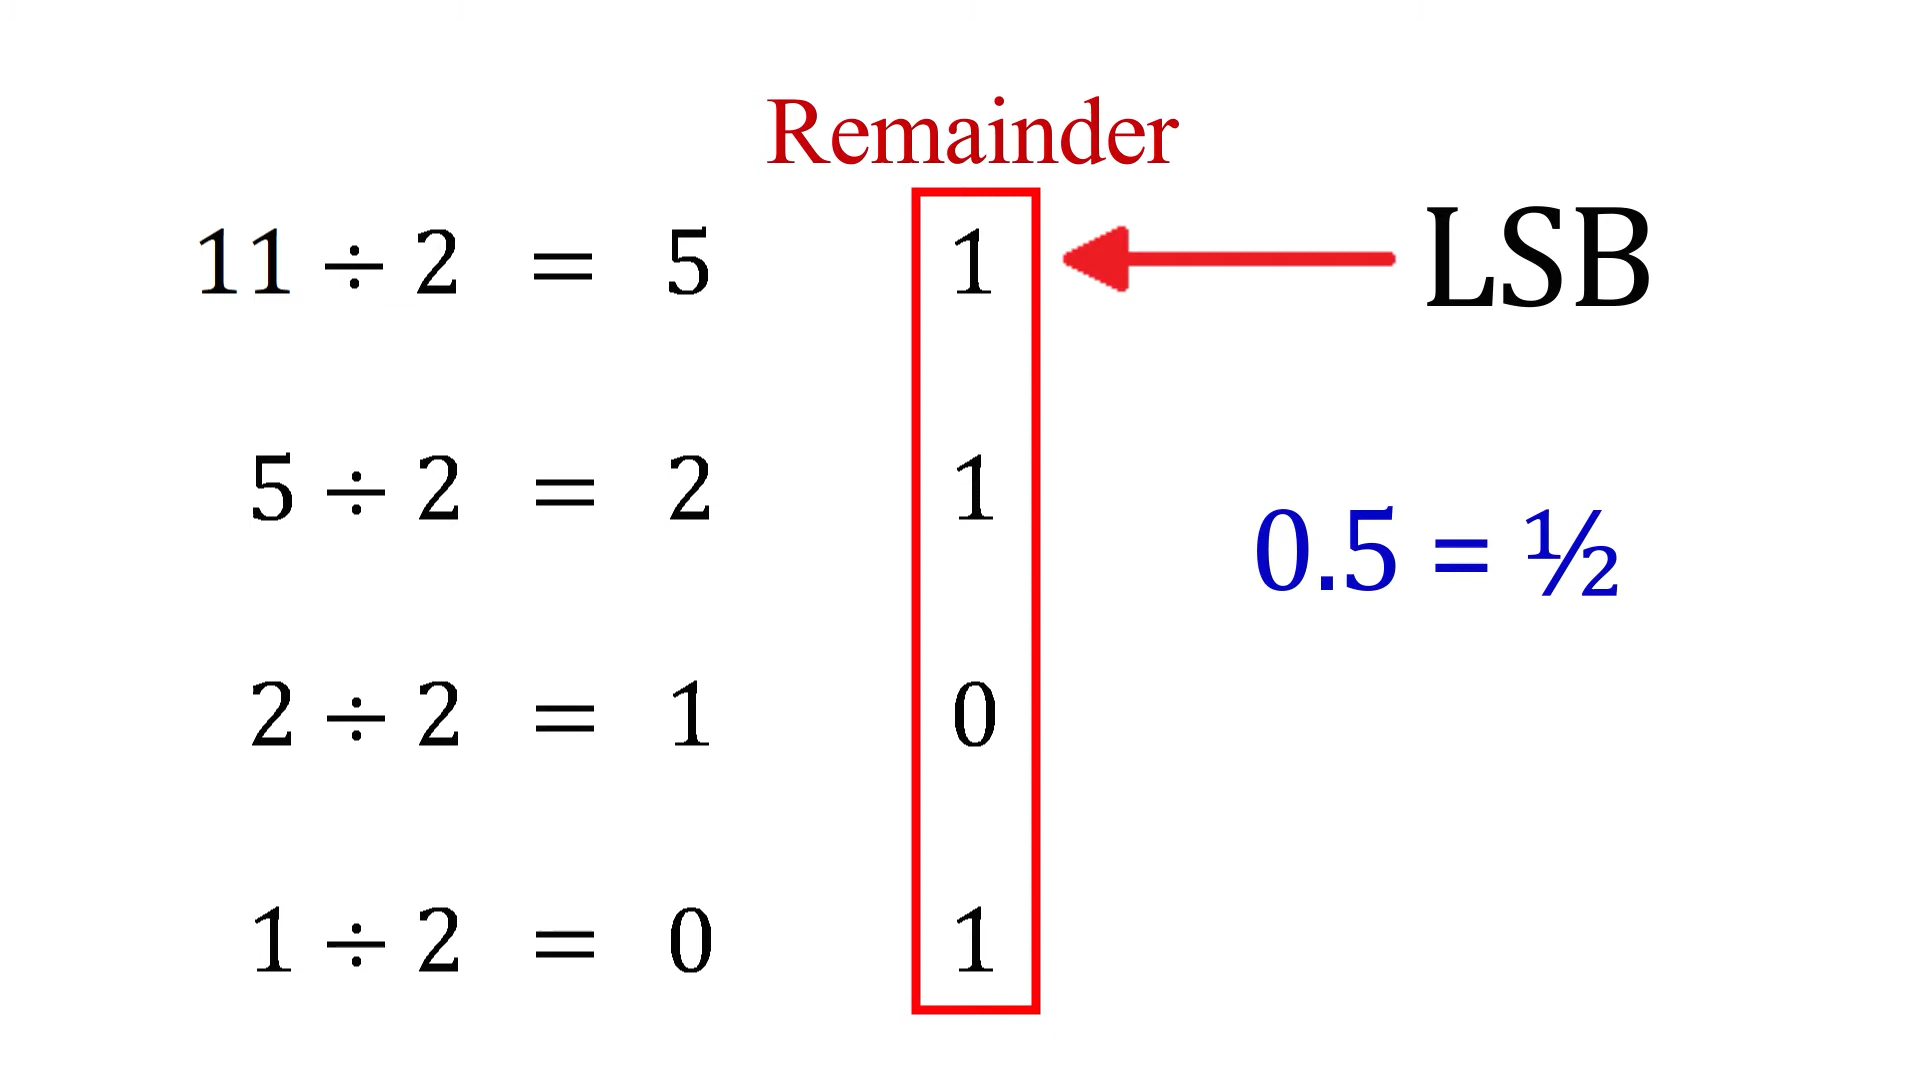 Remainder
11 ÷ 2 = 5 1 LSB
5 ÷ 2 = 2 1
0.5 = ½
2 ÷ 2 = 1 0
1 ÷ 2 = 0 1